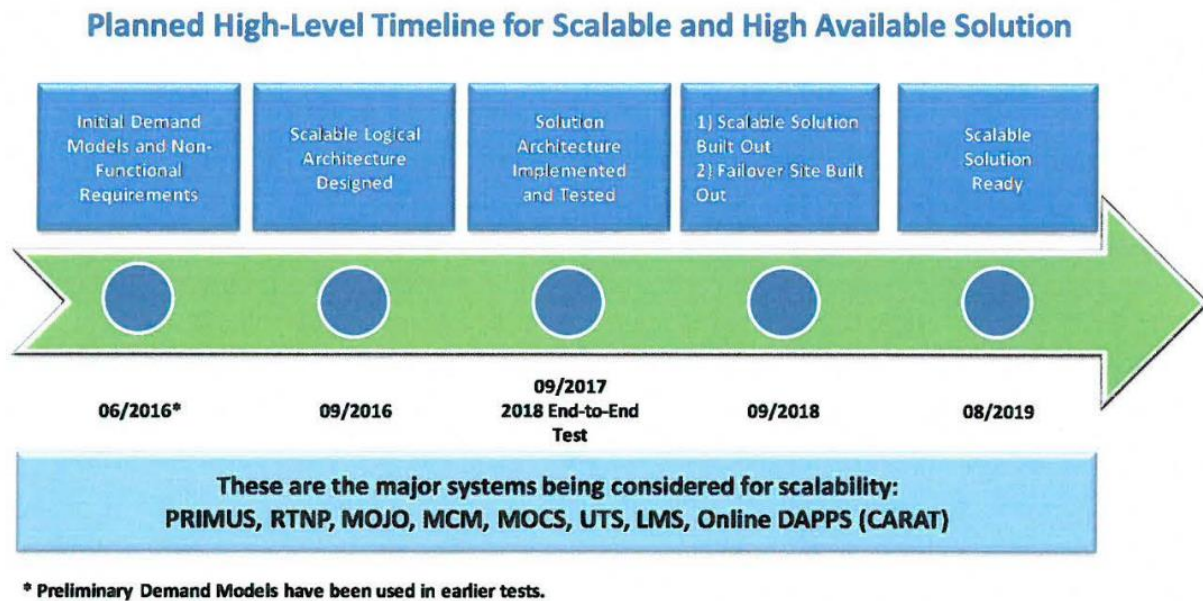 Planned High-Level Timeline for Scalable and High Available Solution
Initial Demand
Models and Non-
Functional
Requirements
Scalable Logical
Architecture
Designed
Solution
Architecture
Implemented
and Tested
1) Scalable Solution
Built Out
2) Failover Site Built
Out
Scalable
Solution
Ready
06/2016*
09/2016
09/2017
2018 End-to-End
Test
09/2018
08/2019
These are the major systems being considered for scalability:
PRIMUS, RTNP, MOJO, MCM, MOCS, UTS, LMS, Online DAPPS (CARAT)
* Preliminary Demand Models have been used in earlier tests.